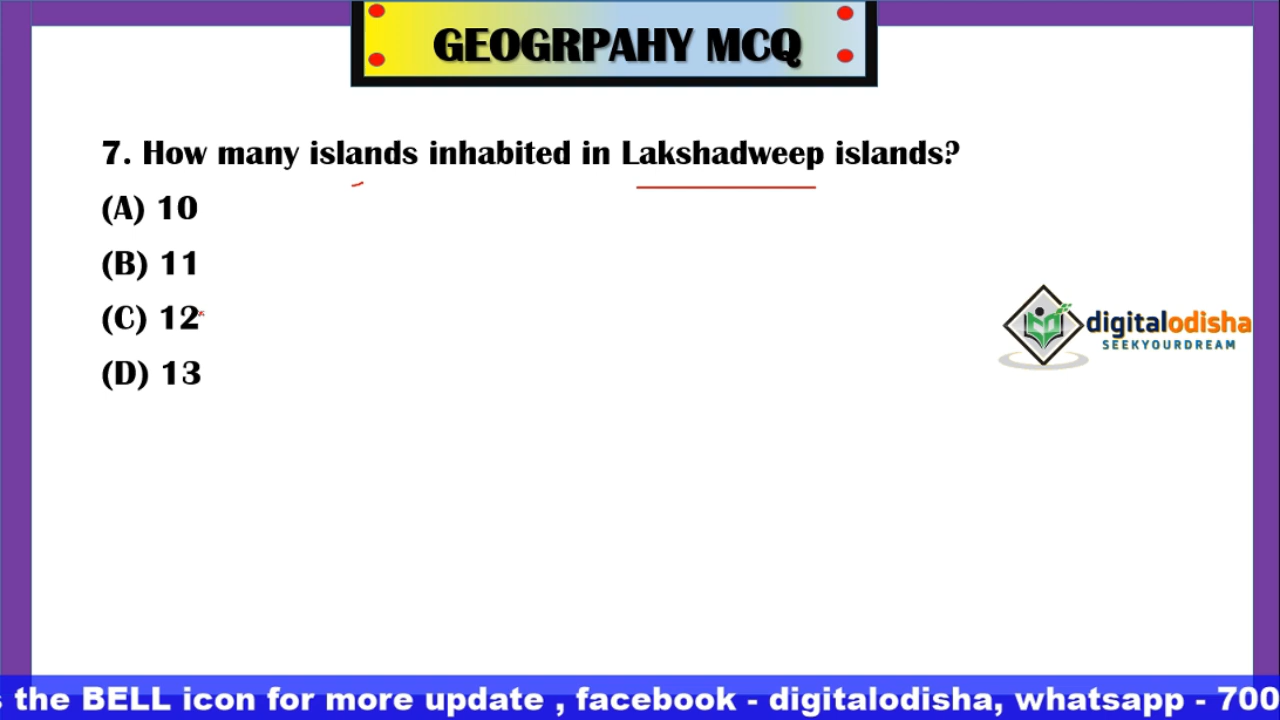 GEOGRPAHY MCQ
7. How many islands inhabited in Lakshadweep islands?
(A) 10
(B) 11
(C) 12
(D) 13
digitalodisha
SEEKYOURDREAM
the BELL icon for more update , facebook - digitalodisha, whatsapp - 700